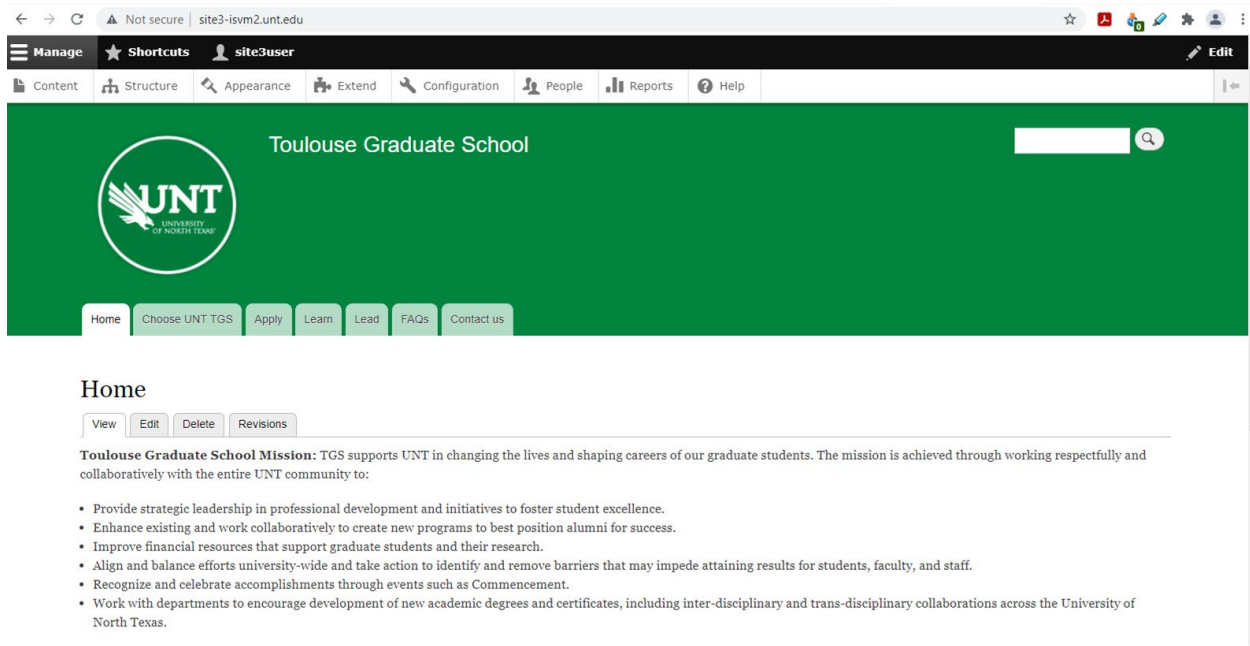 Not secure | site3-isvm2.unt.edu
0
Manage Shortcuts site3user Edit
Content Structure Appearance Extend Configuration People Reports Help
Toulouse Graduate School
UNT
UNIVERSITY
OF NORTH TEXAS
Home Choose UNT TGS Apply Learn Lead FAQs Contact us
Home
View Edit Delete Revisions
Toulouse Graduate School Mission: TGS supports UNT in changing the lives and shaping careers of our graduate students. The mission is achieved through working respectfully and
collaboratively with the entire UNT community to:
• Provide strategic leadership in professional development and initiatives to foster student excellence.
• Enhance existing and work collaboratively to create new programs to best position alumni for success.
• Improve financial resources that support graduate students and their research.
• Align and balance efforts university-wide and take action to identify and remove barriers that may impede attaining results for students, faculty, and staff.
• Recognize and celebrate accomplishments through events such as Commencement.
• Work with departments to encourage development of new academic degrees and certificates, including inter-disciplinary and trans-disciplinary collaborations across the University of
North Texas.